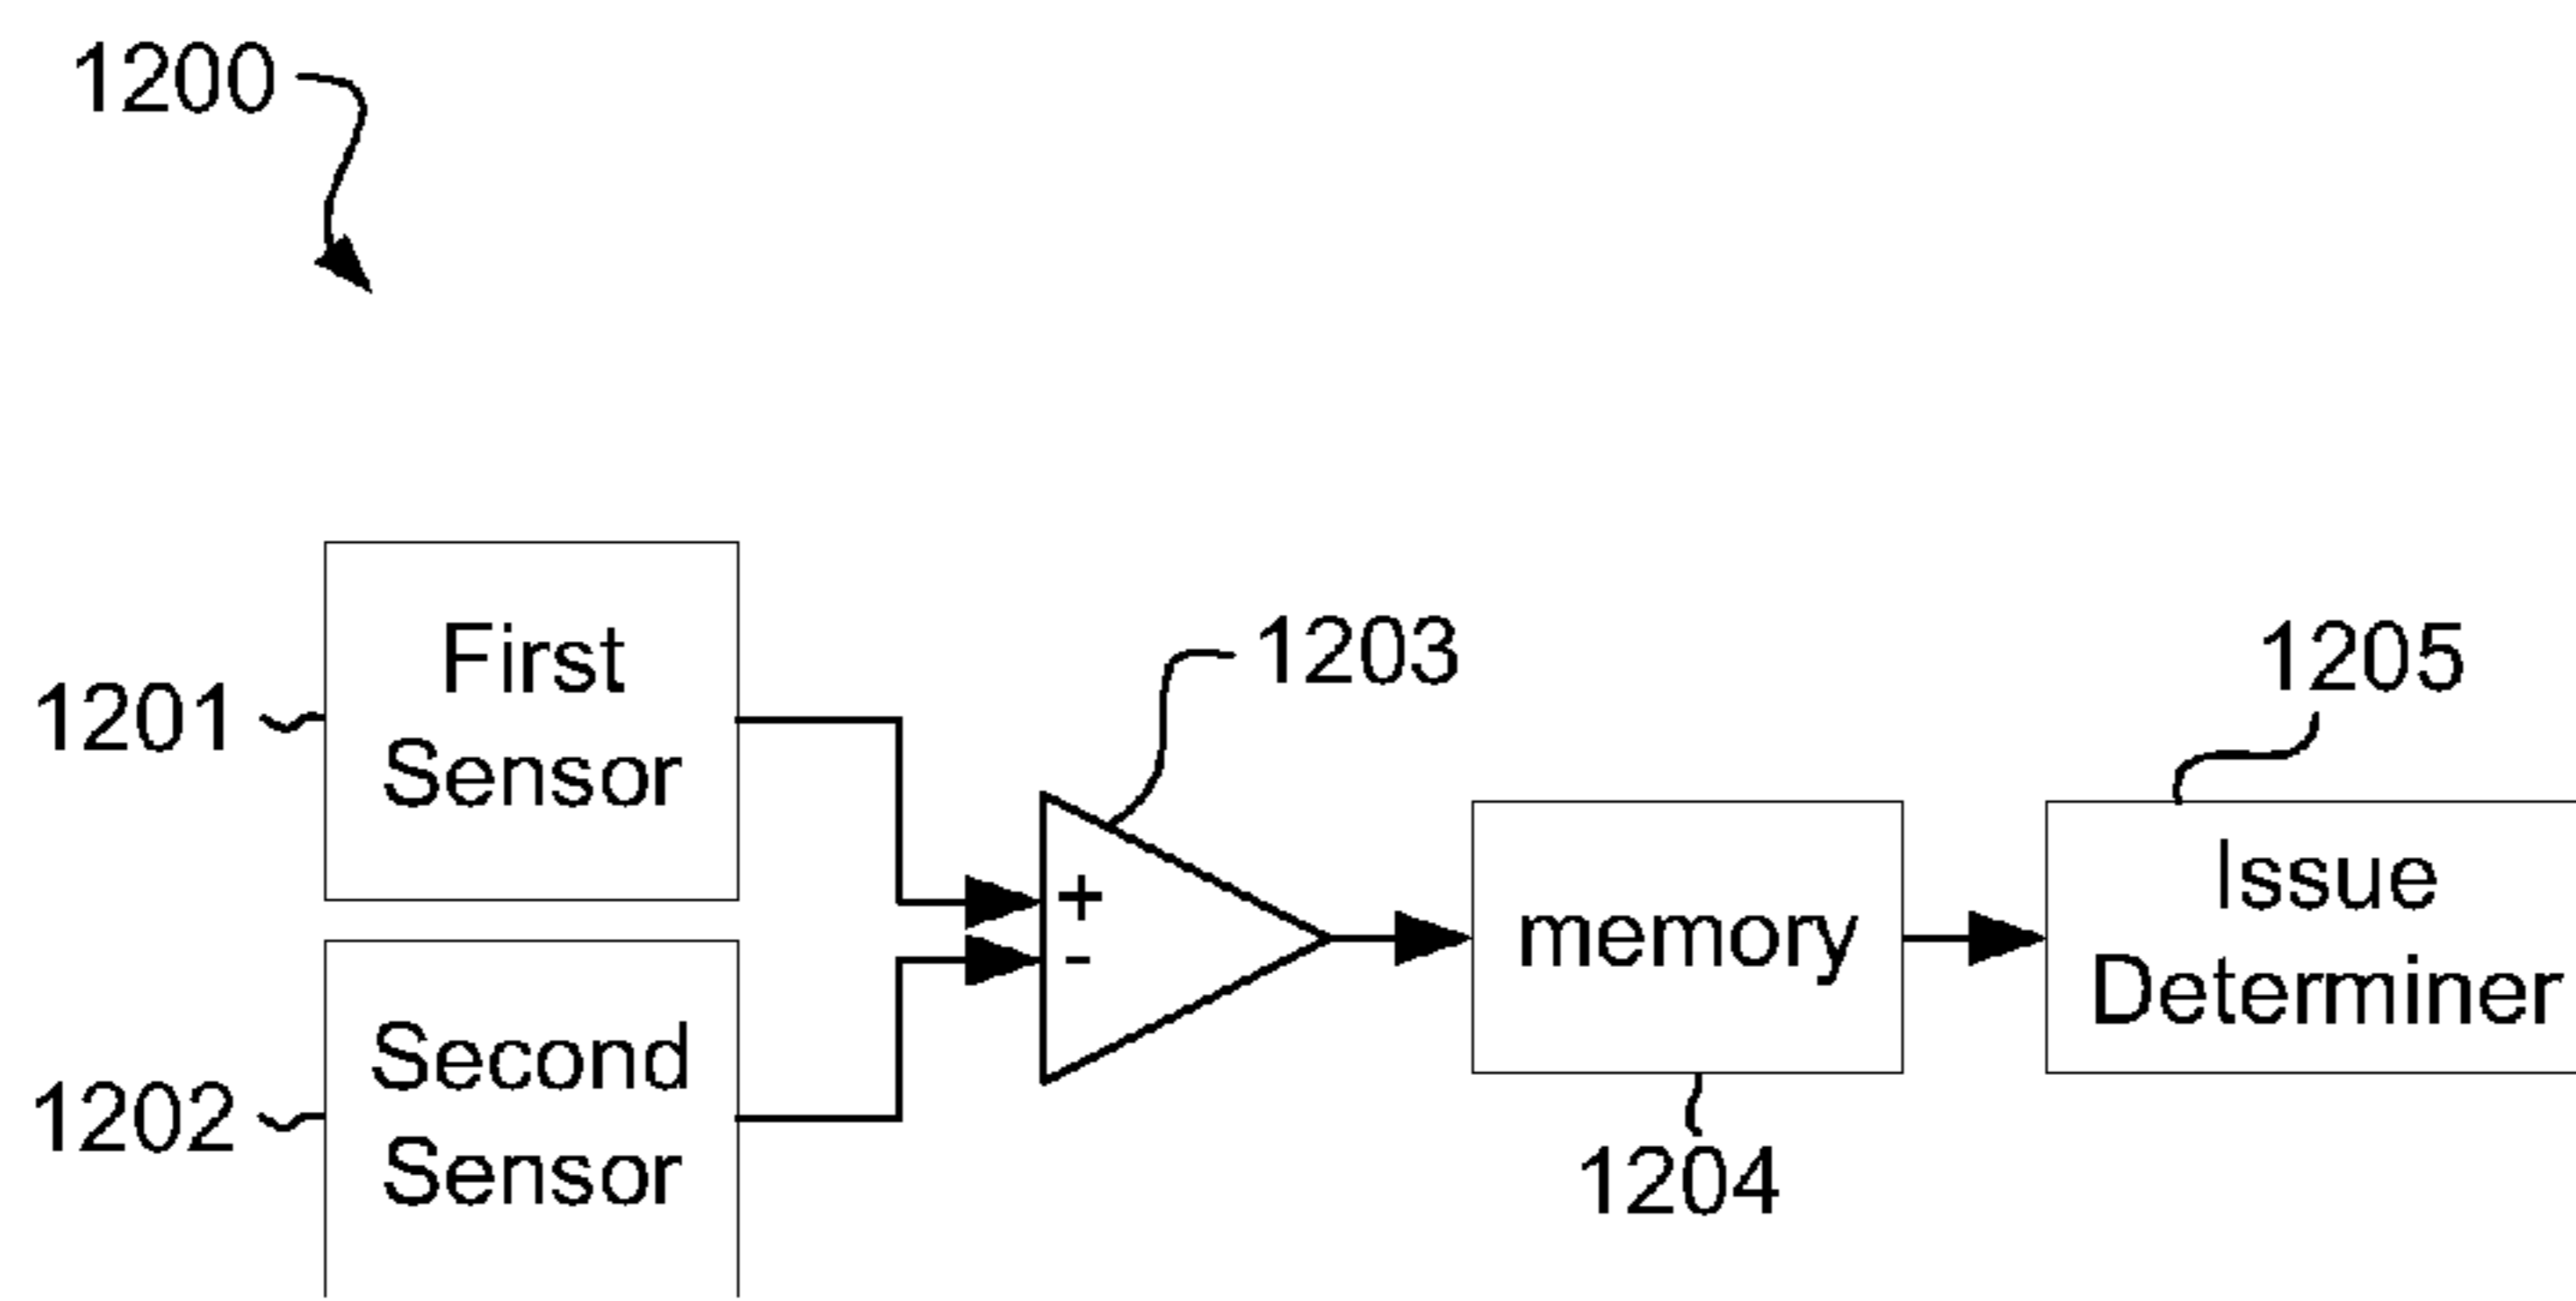 1200
First
Sensor
1201
1203
+
-
memory
1204
1205
Issue
Determiner
Second
Sensor
1202